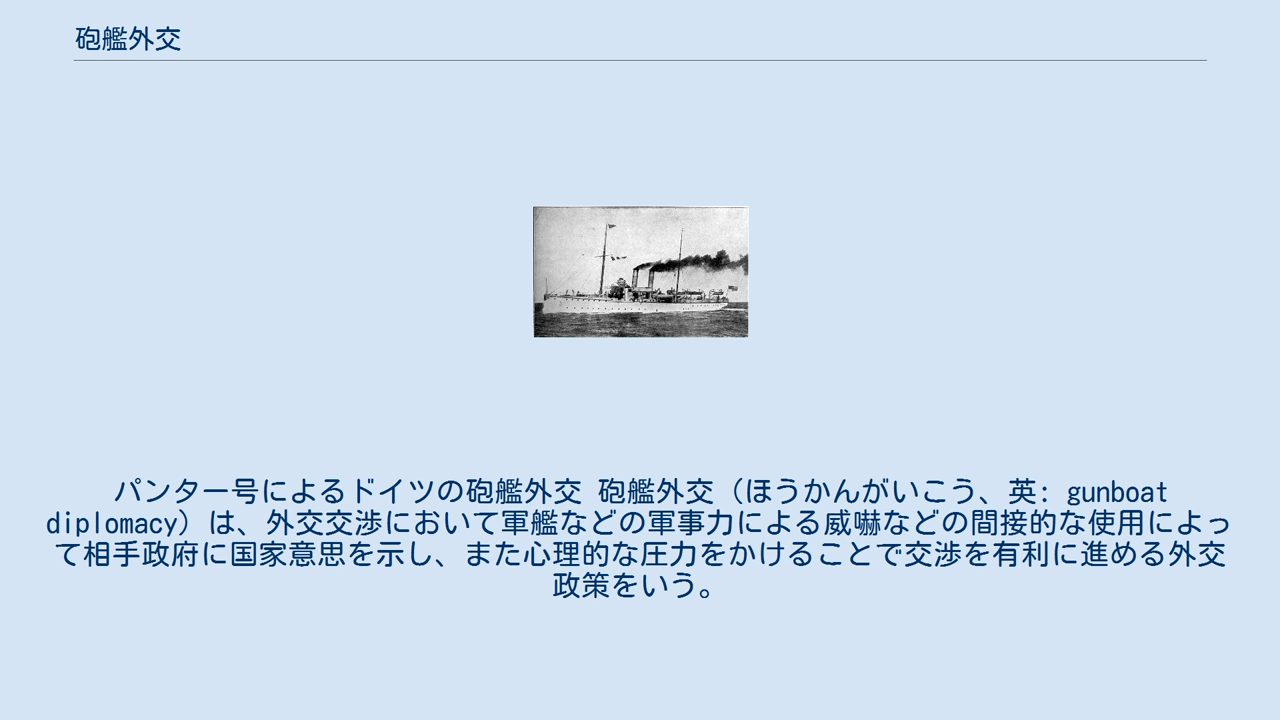 砲艦外交
パンター号によるドイツの砲艦外交 砲艦外交（ほうかんがいこう、英: gunboat
diplomacy）は、外交交渉において軍艦などの軍事力による威嚇などの間接的な使用によっ
て相手政府に国家意思を示し、また心理的な圧力をかけることで交渉を有利に進める外交
政策をいう。